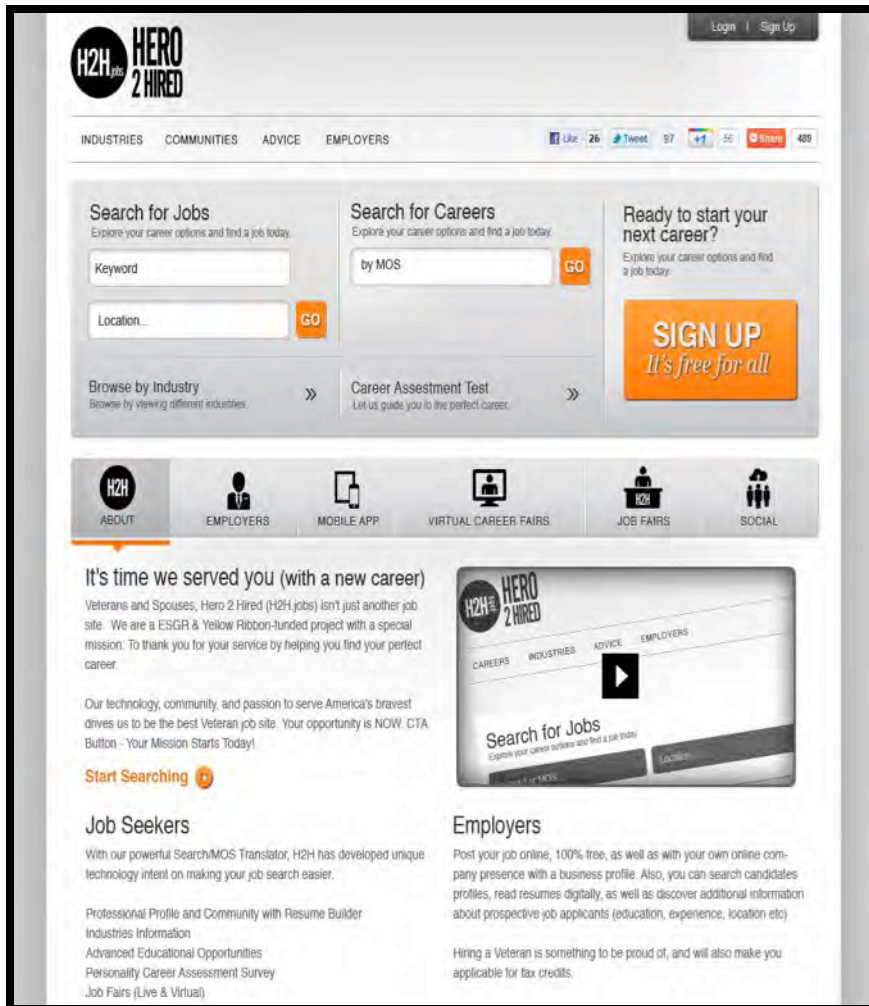 H2H jobs HERO
2 HIRED
Login | Sign Up
INDUSTRIES COMMUNITIES ADVICE EMPLOYERS
Like 26 Tweet 97 +1 56 Share 489
Search for Jobs
Explore your career options and find a job today.
Keyword
Location...
GO
Search for Careers
Explore your career options and find a job today.
by MOS
GO
Ready to start your
next career?
Explore your career options and find
a job today.
SIGN UP
It's free for all
Browse by Industry
Browse by viewing different industries.
»
Career Assestment Test
Let us guide you to the perfect career.
»
H2H
ABOUT
EMPLOYERS
MOBILE APP
VIRTUAL CAREER FAIRS
H2H
JOB FAIRS
SOCIAL
It's time we served you (with a new career)
Veterans and Spouses, Hero 2 Hired (H2H.jobs) isn't just another job
site. We are a ESGR & Yellow Ribbon-funded project with a special
mission: To thank you for your service by helping you find your perfect
career.
Our technology, community, and passion to serve America's bravest
drives us to be the best Veteran job site. Your opportunity is NOW. CTA
Button - Your Mission Starts Today!
Start Searching
H2H jobs HERO
2 HIRED
CAREERS INDUSTRIES ADVICE EMPLOYERS
Search for Jobs
Explore your career options and find a job today
or MOS
Location
Job Seekers
With our powerful Search/MOS Translator, H2H has developed unique
technology intent on making your job search easier.
Professional Profile and Community with Resume Builder
Industries Information
Advanced Educational Opportunities
Personality Career Assessment Survey
Job Fairs (Live & Virtual)
Employers
Post your job online, 100% free, as well as with your own online com-
pany presence with a business profile. Also, you can search candidates
profiles, read resumes digitally, as well as discover additional information
about prospective job applicants (education, experience, location etc)
Hiring a Veteran is something to be proud of, and will also make you
applicable for tax credits.